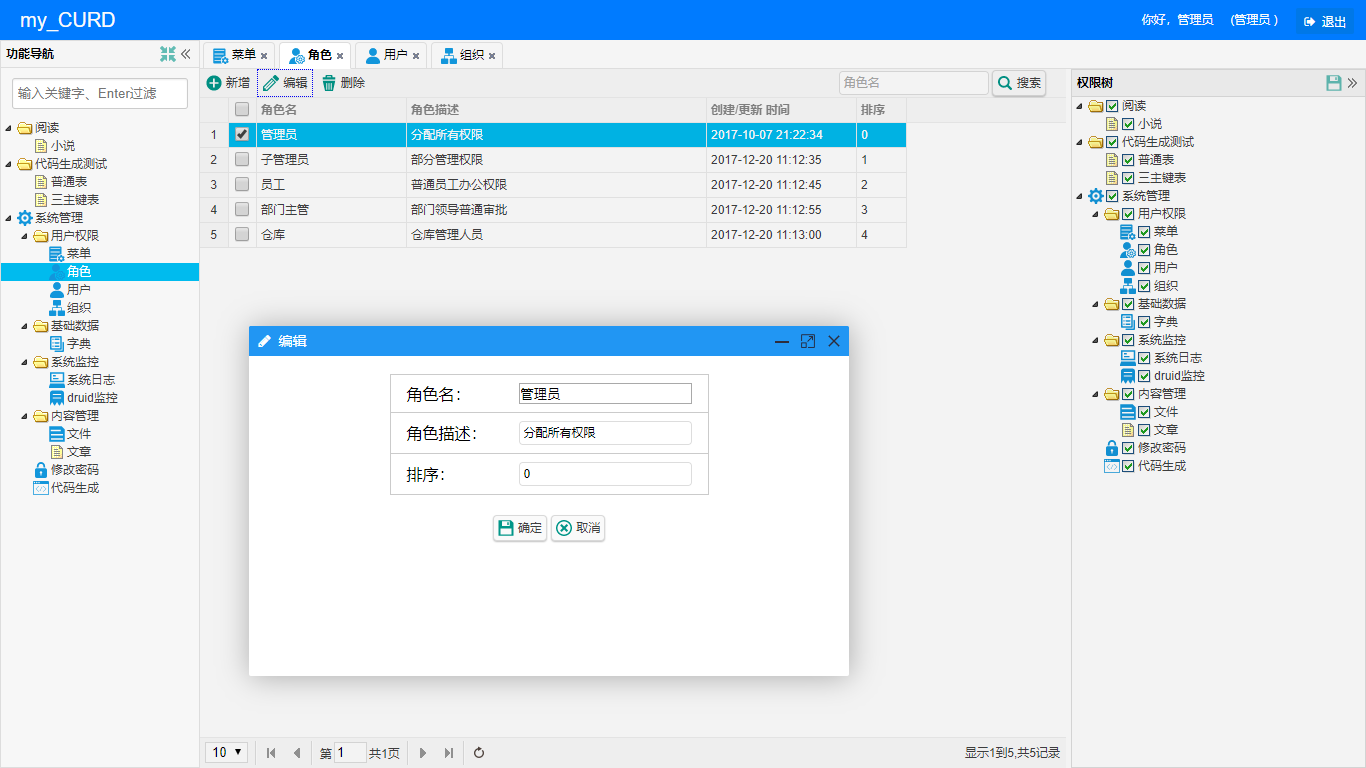 my_CURD
你好，管理员 (管理员 ) 退出
功能导航
输入关键字、Enter过滤
阅读
小说
代码生成测试
普通表
三主键表
系统管理
用户权限
菜单
角色
用户
组织
基础数据
字典
系统监控
系统日志
druid监控
内容管理
文件
文章
修改密码
代码生成
菜单 角色 用户 组织
新增 编辑 删除 角色名 搜索
角色名 角色描述 创建/更新 时间 排序
1 管理员 分配所有权限 2017-10-07 21:22:34 0
2 子管理员 部分管理权限 2017-12-20 11:12:35 1
3 员工 普通员工办公权限 2017-12-20 11:12:45 2
4 部门主管 部门领导普通审批 2017-12-20 11:12:55 3
5 仓库 仓库管理人员 2017-12-20 11:13:00 4
编辑
角色名： 管理员
角色描述： 分配所有权限
排序： 0
确定 取消
10 第 1 共1页 显示1到5,共5记录
权限树
阅读
小说
代码生成测试
普通表
三主键表
系统管理
用户权限
菜单
角色
用户
组织
基础数据
字典
系统监控
系统日志
druid监控
内容管理
文件
文章
修改密码
代码生成